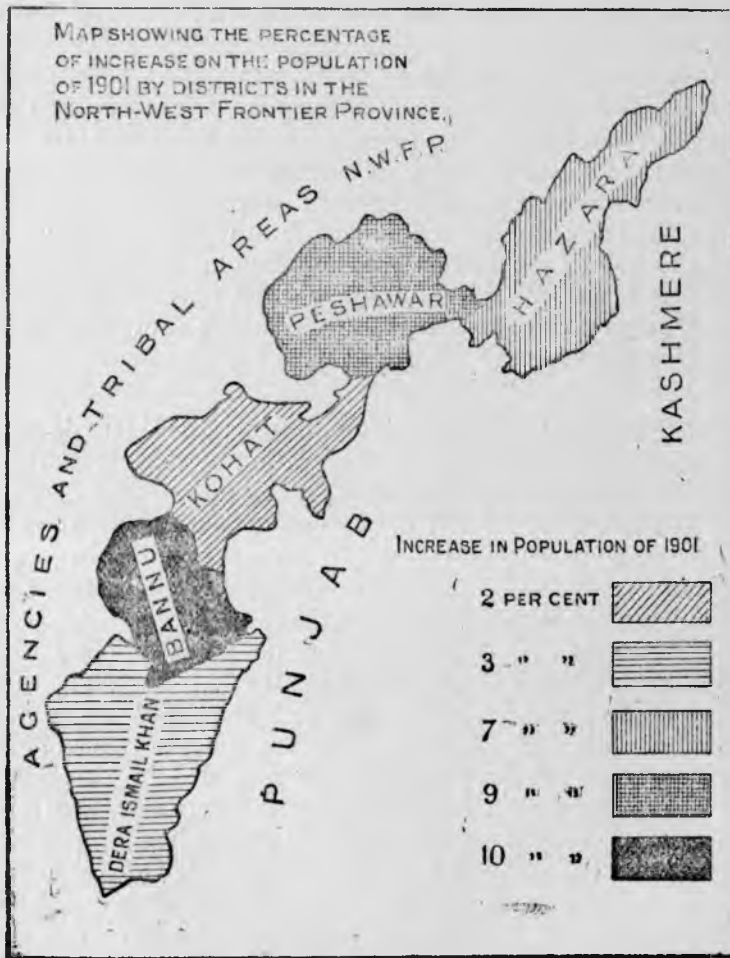 MAP SHOWING THE PERCENTAGE
OF INCREASE ON THE POPULATION
OF 1901 BY DISTRICTS IN THE
NORTH-WEST FRONTIER PROVINCE.
AGENCIES AND TRIBAL AREAS N.W.F.P.
HAZARA
PESHAWAR
KASHMERE
KOHAT
BANNU
DERA ISMAIL KHAN
PUNJAB
INCREASE IN POPULATION OF 1901
2 PER CENT
3 " "
7 " "
9 " "
10 " "